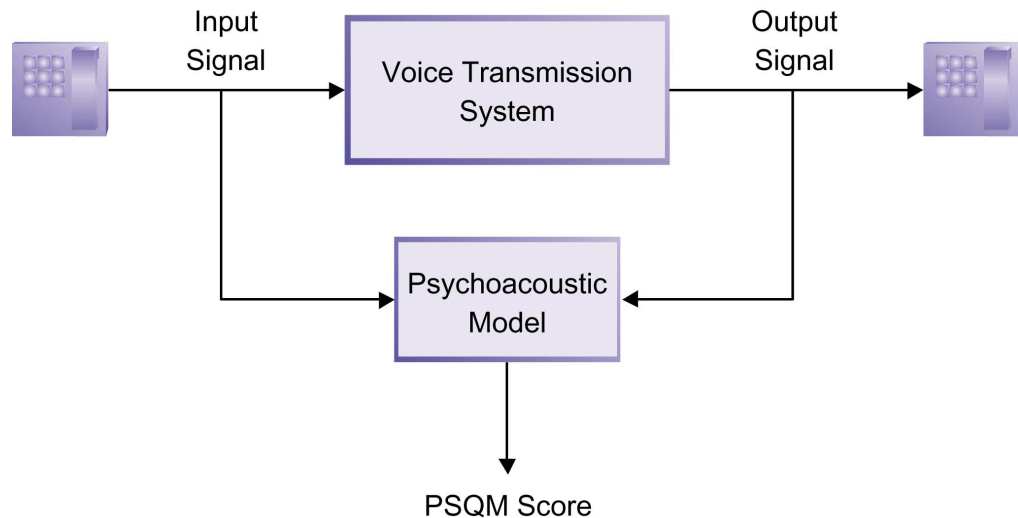 Input
Signal
Voice Transmission
System
Output
Signal
Psychoacoustic
Model
PSQM Score